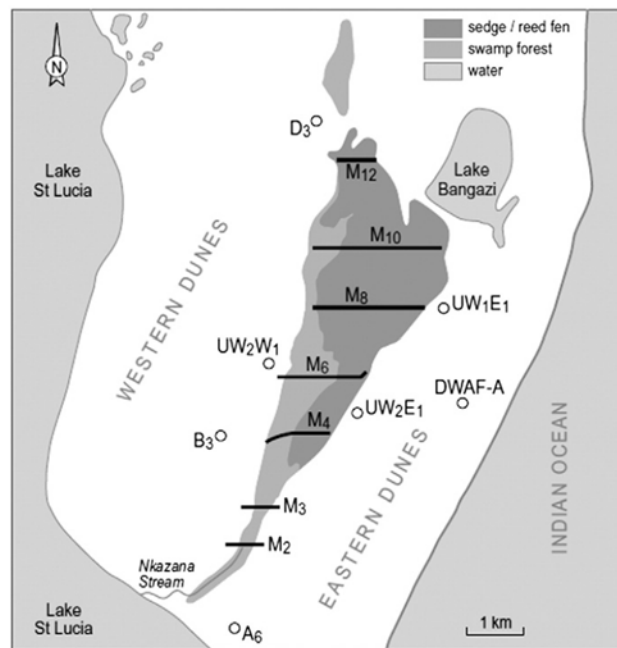 sedge / reed fen
swamp forest
water
N
D3
Lake
St Lucia
Lake
Bangazi
M12
M10
WESTERN DUNES
M8
UW1E1
UW2W1
M6
DWAF-A
UW2E1
M4
B3
INDIAN OCEAN
M3
EASTERN DUNES
M2
Nkazana
Stream
Lake
St Lucia
A6
1 km